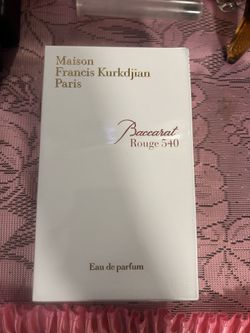 Maison
Francis Kurkdjian
Paris
Baccarat
Rouge 540
Eau de parfum